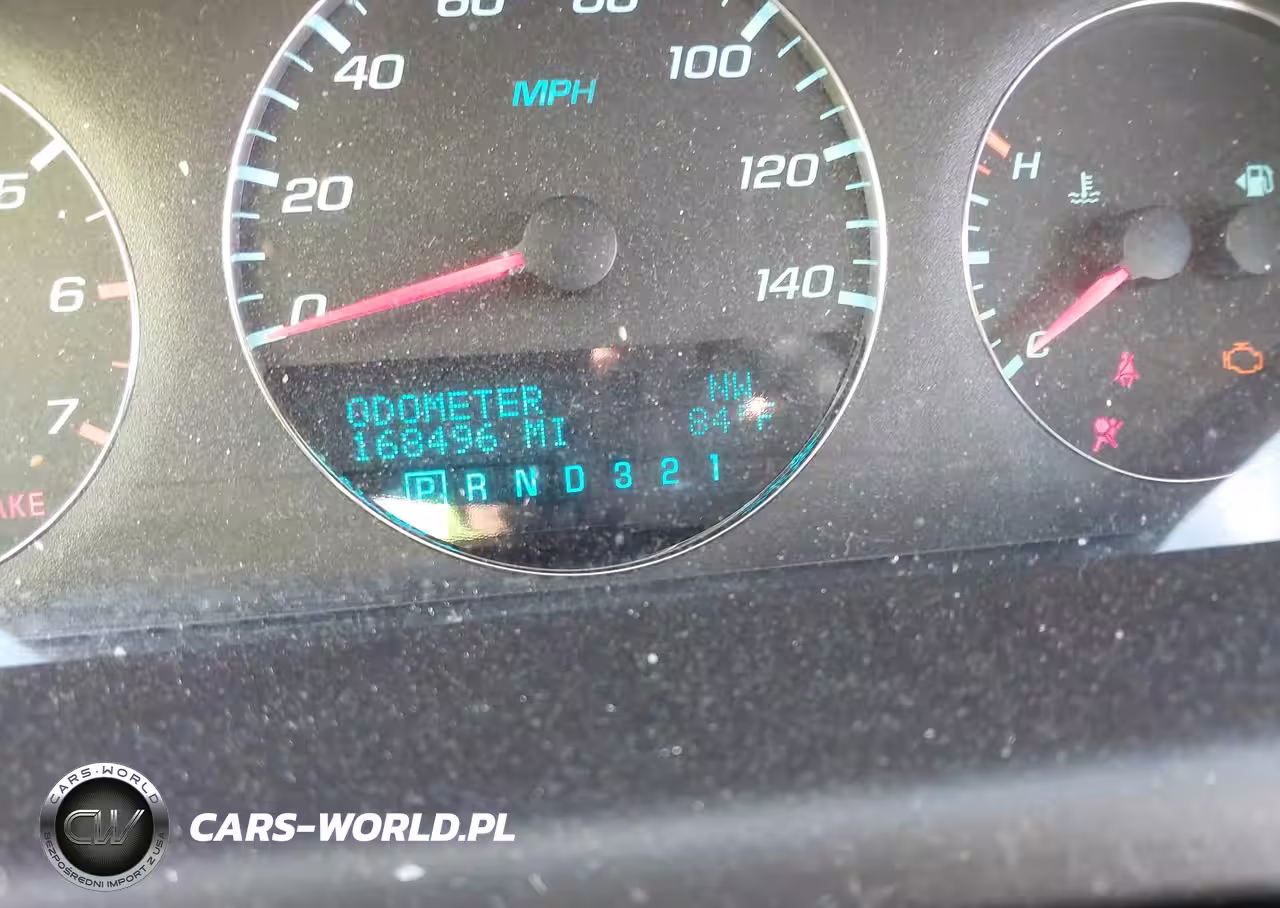 60 80
40 100
MPH
5 20 120 H
6 0 140 C
7
ODOMETER NW
168496 MI 84°F
P R N D 3 2 1
AKE
CARS-WORLD
CW
BEZPOŚREDNI IMPORT Z USA
CARS-WORLD.PL